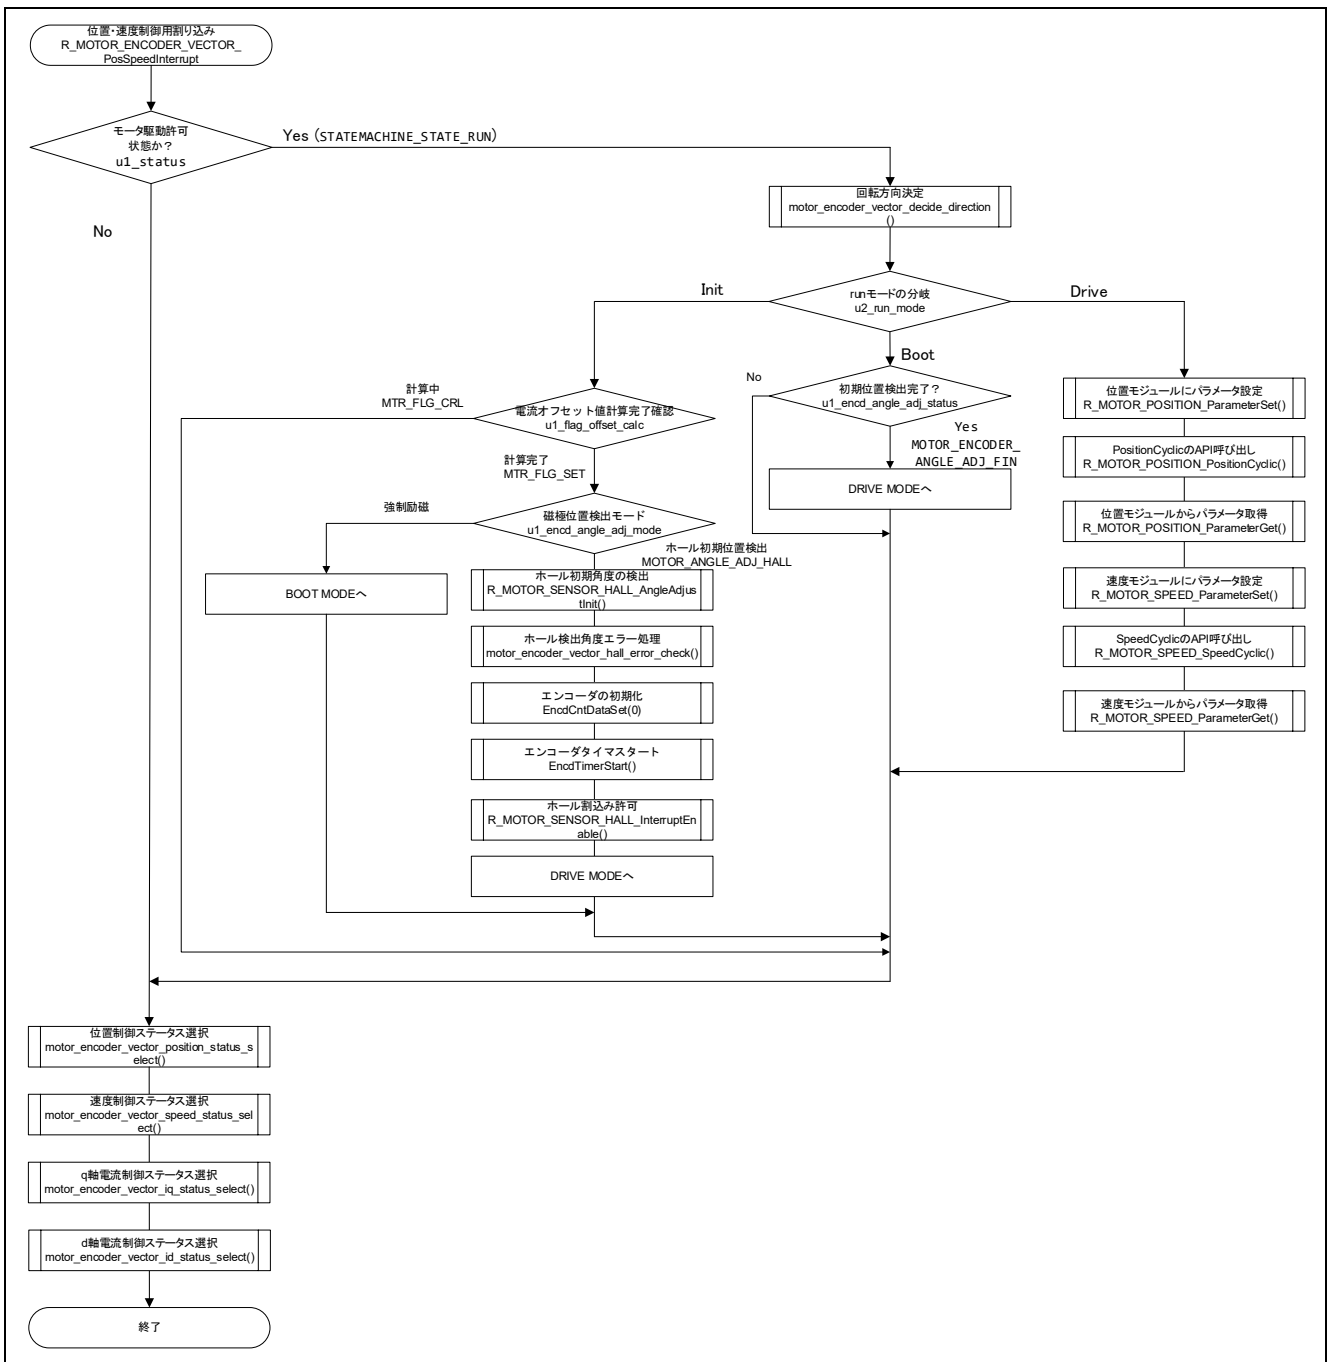 位置・速度制御用割り込み
R_MOTOR_ENCODER_VECTOR_
PosSpeedInterrupt
モータ駆動許可
状態か？
u1_status
Yes (STATEMACHINE_STATE_RUN)
No
回転方向決定
motor_encoder_vector_decide_direction
()
runモードの分岐
u2_run_mode
Init
Drive
Boot
計算中
MTR_FLG_CRL
電流オフセット値計算完了確認
u1_flag_offset_calc
計算完了
MTR_FLG_SET
強制励磁
磁極位置検出モード
u1_encd_angle_adj_mode
ホール初期位置検出
MOTOR_ANGLE_ADJ_HALL
BOOT MODEへ
ホール初期角度の検出
R_MOTOR_SENSOR_HALL_AngleAdjus
tInit()
ホール検出角度エラー処理
motor_encoder_vector_hall_error_check()
エンコーダの初期化
EncdCntDataSet(0)
エンコーダタイマスタート
EncdTimerStart()
ホール割込み許可
R_MOTOR_SENSOR_HALL_InterruptEn
able()
DRIVE MODEへ
No
初期位置検出完了？
u1_encd_angle_adj_status
Yes
MOTOR_ENCODER_
ANGLE_ADJ_FIN
DRIVE MODEへ
位置モジュールにパラメータ設定
R_MOTOR_POSITION_ParameterSet()
PositionCyclicのAPI呼び出し
R_MOTOR_POSITION_PositionCyclic()
位置モジュールからパラメータ取得
R_MOTOR_POSITION_ParameterGet()
速度モジュールにパラメータ設定
R_MOTOR_SPEED_ParameterSet()
SpeedCyclicのAPI呼び出し
R_MOTOR_SPEED_SpeedCyclic()
速度モジュールからパラメータ取得
R_MOTOR_SPEED_ParameterGet()
位置制御ステータス選択
motor_encoder_vector_position_status_s
elect()
速度制御ステータス選択
motor_encoder_vector_speed_status_sel
ect()
q軸電流制御ステータス選択
motor_encoder_vector_iq_status_select()
d軸電流制御ステータス選択
motor_encoder_vector_id_status_select()
終了